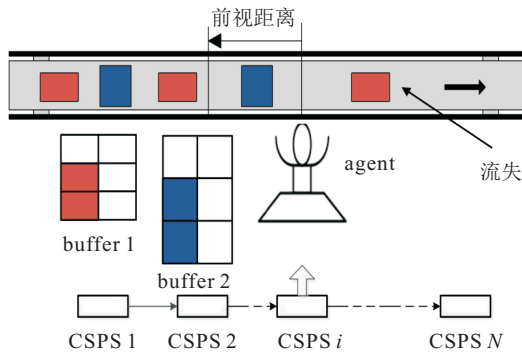 前视距离
agent
流失
buffer 1
buffer 2
CSPS 1
CSPS 2
CSPS i
CSPS N